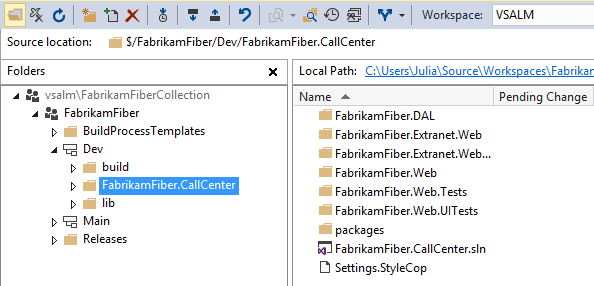 Workspace: VSALM
Source location: $/FabrikamFiber/Dev/FabrikamFiber.CallCenter
Folders
vsalm\FabrikamFiberCollection
FabrikamFiber
BuildProcessTemplates
Dev
build
FabrikamFiber.CallCenter
lib
Main
Releases
Local Path: C:\Users\Julia\Source\Workspaces\Fabrikam
Name Pending Change
FabrikamFiber.DAL
FabrikamFiber.Extranet.Web
FabrikamFiber.Extranet.Web...
FabrikamFiber.Web
FabrikamFiber.Web.Tests
FabrikamFiber.Web.UITests
packages
FabrikamFiber.CallCenter.sln
Settings.StyleCop